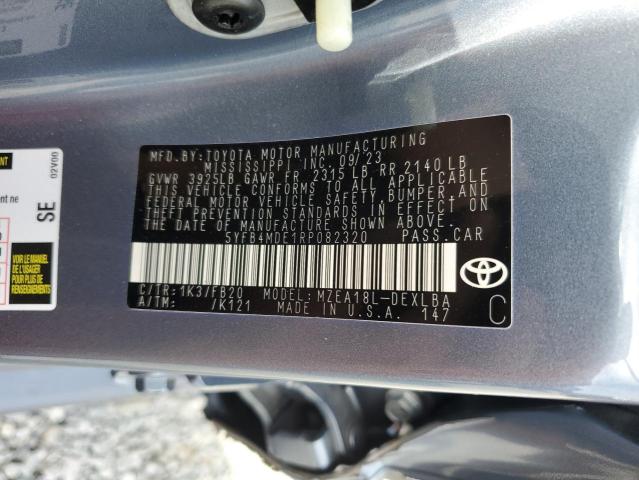 MFD. BY: TOYOTA MOTOR MANUFACTURING
MISSISSIPPI INC. 09/23
GVWR 3925LB GAWR FR 2315 LB RR 2140 LB
THIS VEHICLE CONFORMS TO ALL APPLICABLE
FEDERAL MOTOR VEHICLE SAFETY, BUMPER, AND
THEFT PREVENTION STANDARDS IN EFFECT ON
THE DATE OF MANUFACTURE SHOWN ABOVE.
5YFB4MDE1RP082320 PASS.CAR
C/TR: 1K3/FB20 MODEL: MZEA18L-DEXLBA
A/TM: /K121 MADE IN U.S.A. 147
C
02V00
SE
VOIR MANUEL
DE L'USAGER
POUR PLUS DE
RENSEIGNEMENTS